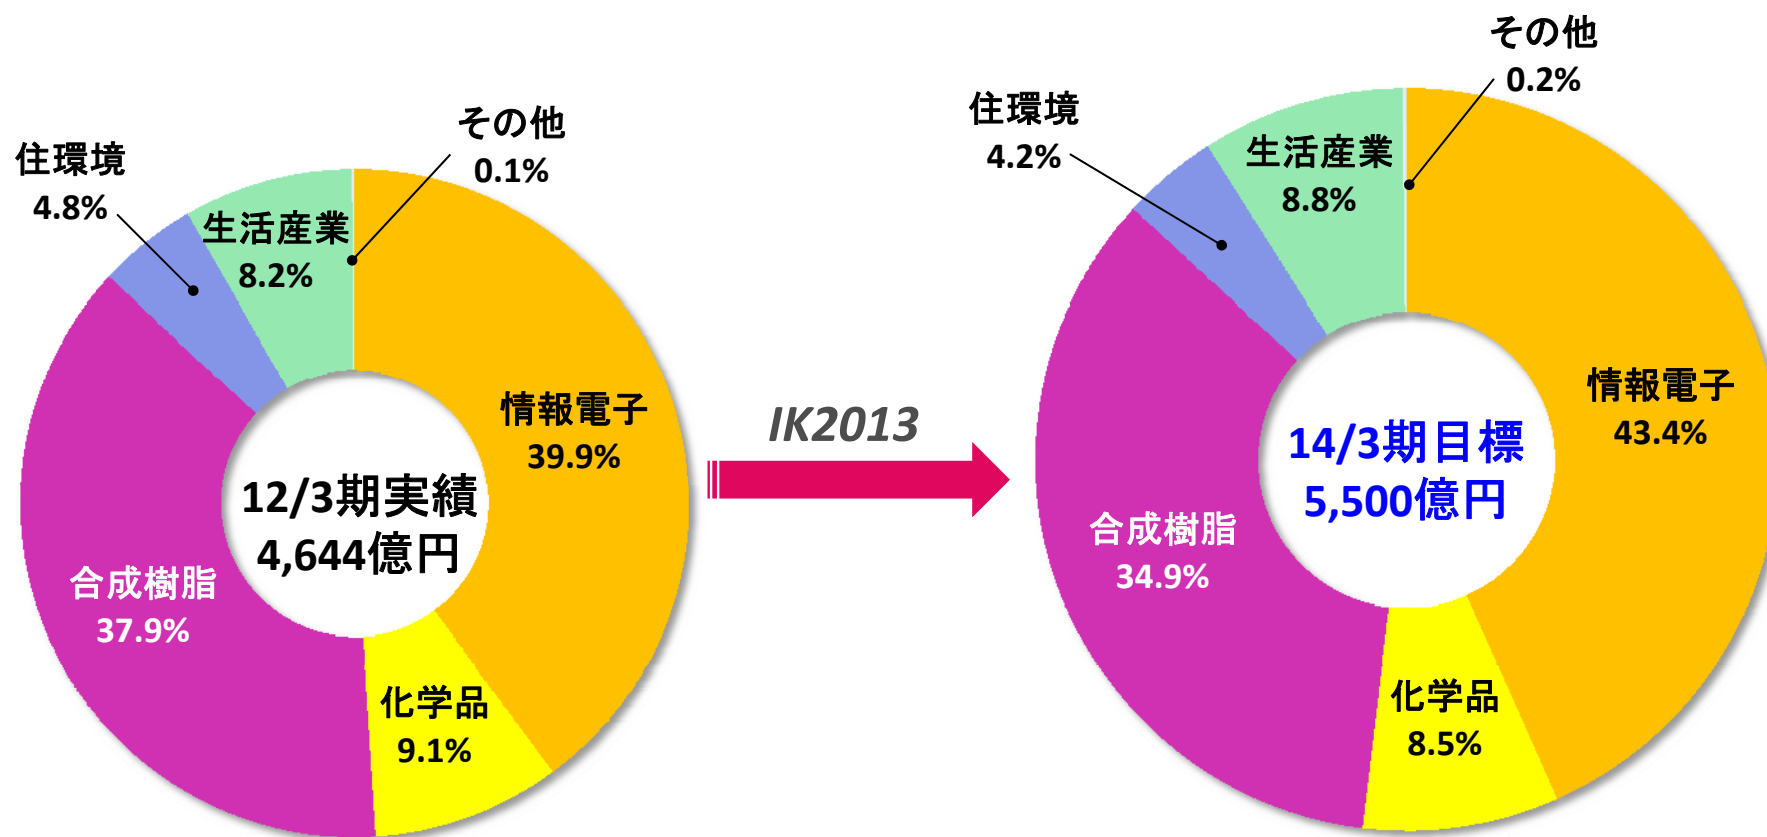 その他
0.1%
住環境
4.8%
生活産業
8.2%
情報電子
39.9%
12/3期実績
4,644億円
合成樹脂
37.9%
化学品
9.1%
IK2013
その他
0.2%
住環境
4.2%
生活産業
8.8%
情報電子
43.4%
14/3期目標
5,500億円
合成樹脂
34.9%
化学品
8.5%